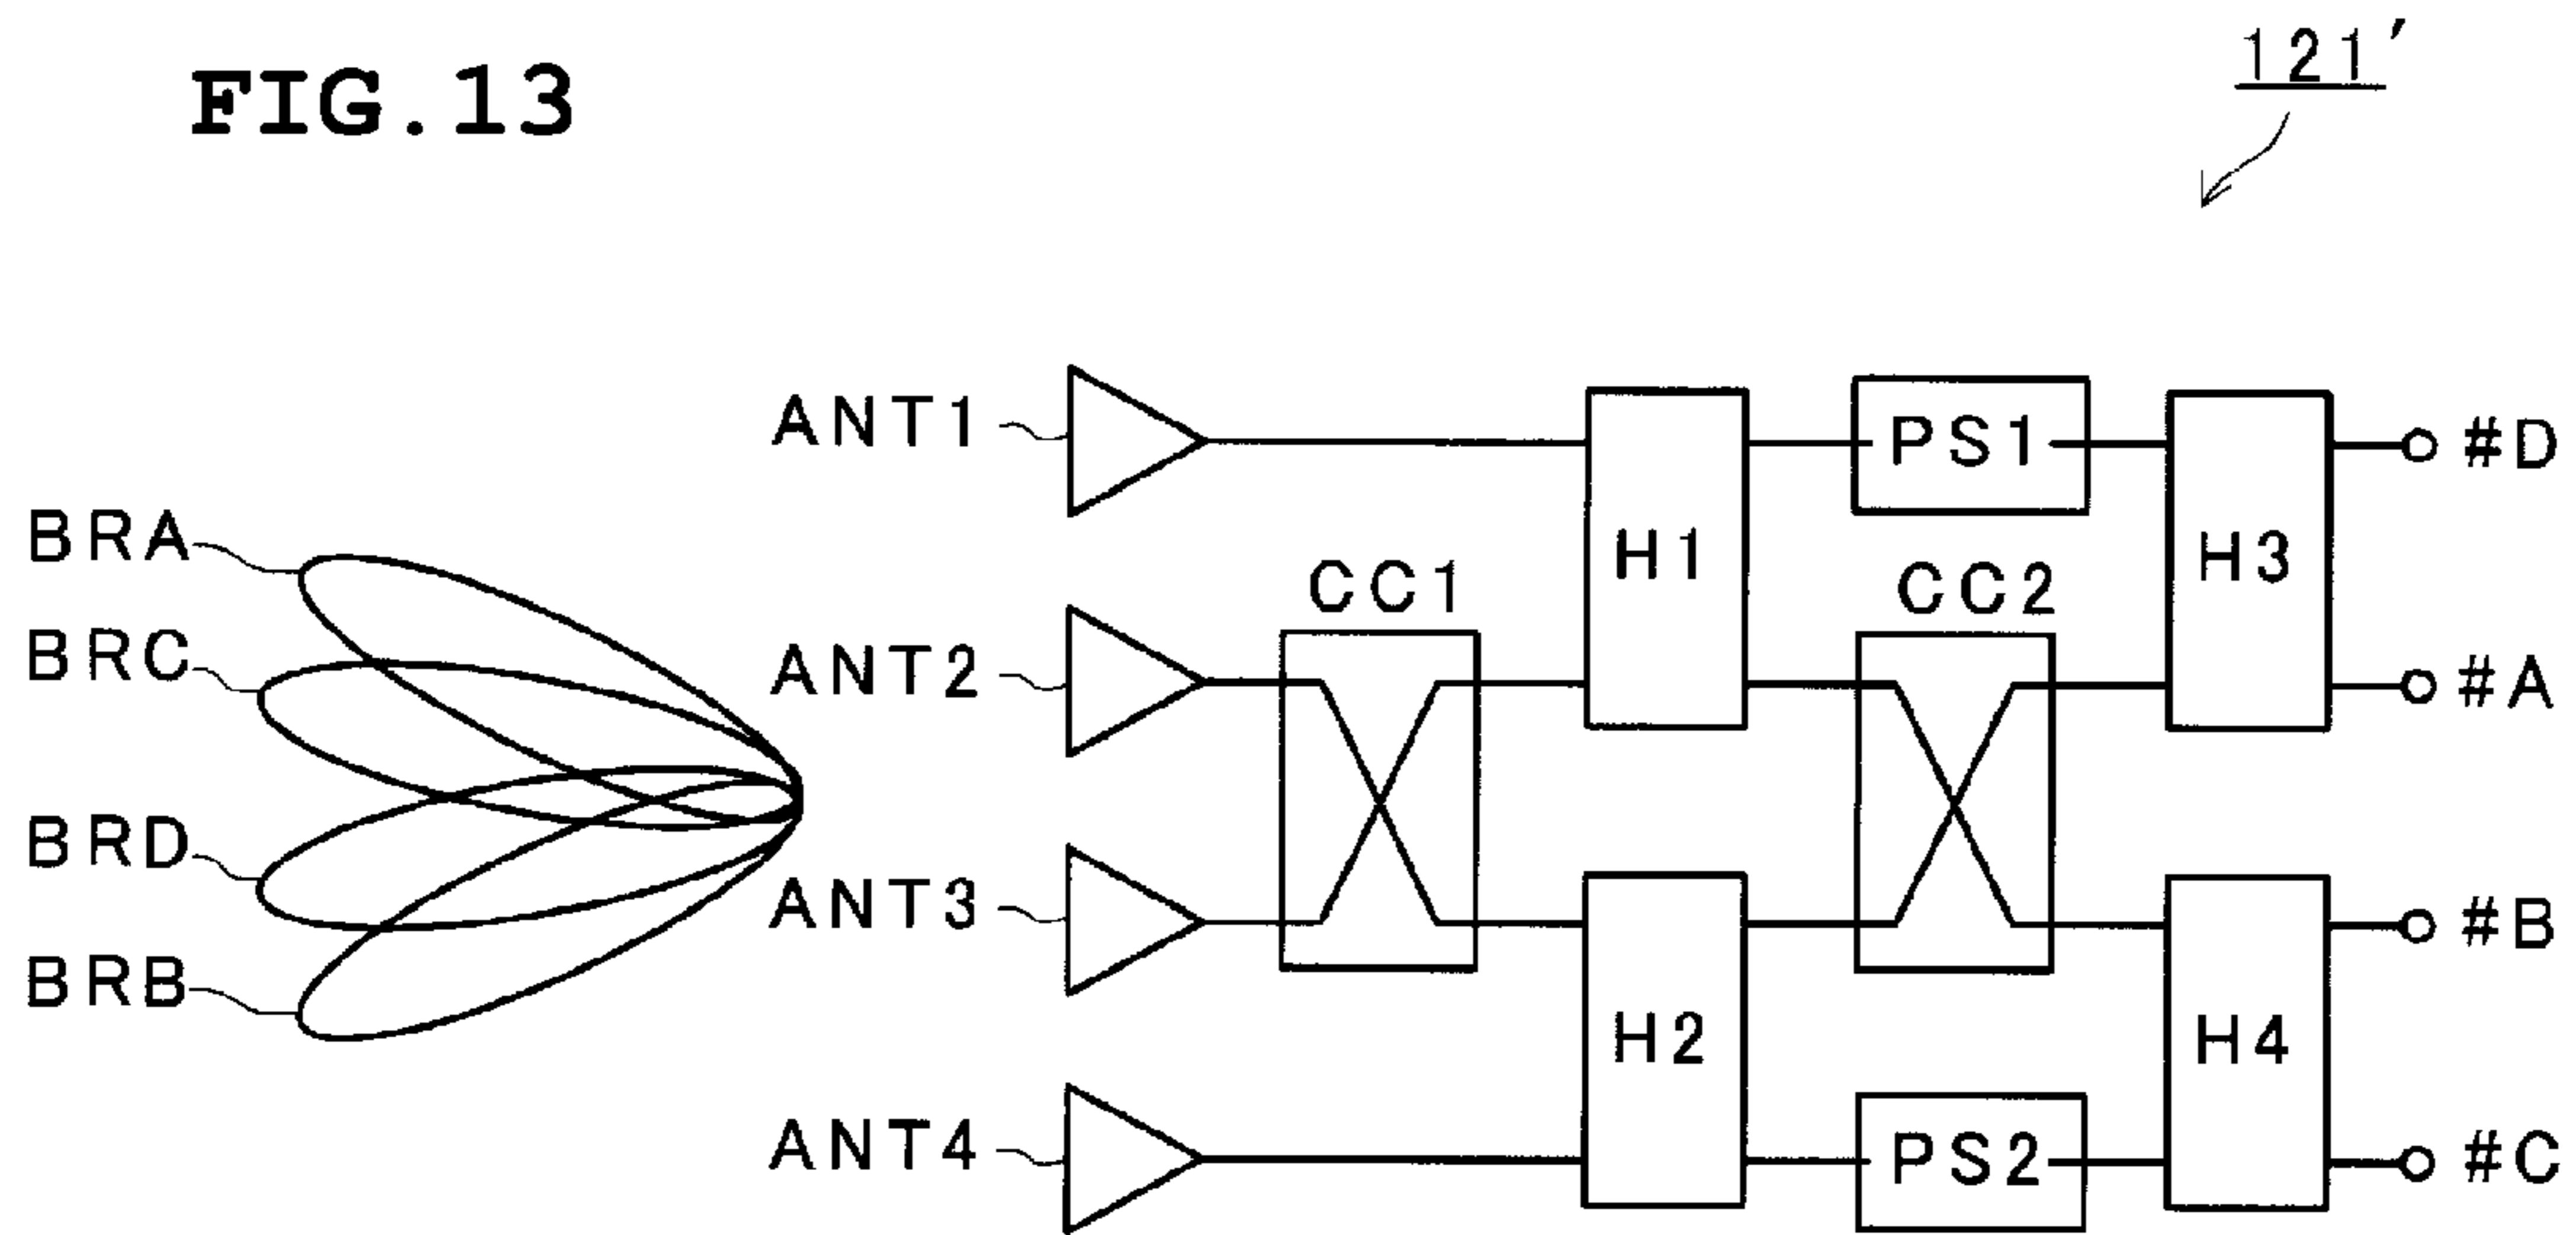 FIG.13
121'
ANT1
PS1
#D
BRA
H1
H3
CC1
CC2
BRC
ANT2
#A
BRD
ANT3
#B
BRB
H2
H4
ANT4
PS2
#C